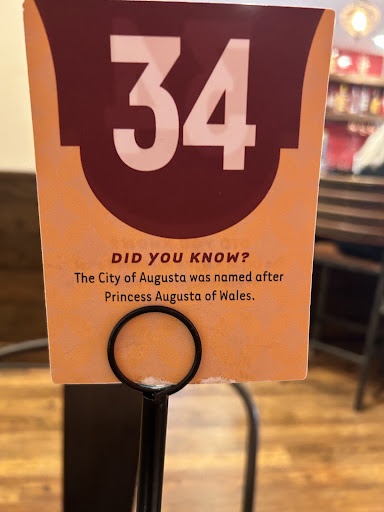 34
DID YOU KNOW?
The City of Augusta was named after
Princess Augusta of Wales.